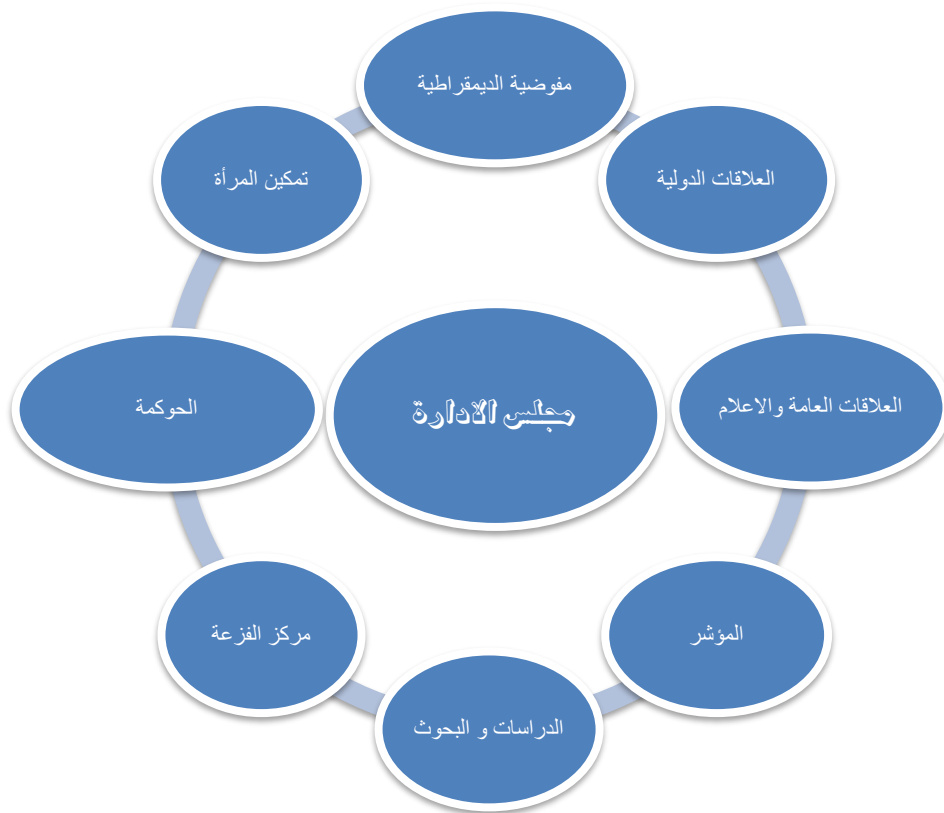 مفوضية الديمقراطية
العلاقات الدولية
تمكين المرأة
العلاقات العامة والاعلام
مجلس الادارة
الحوكمة
المؤشر
مركز الفزعة
الدراسات و البحوث